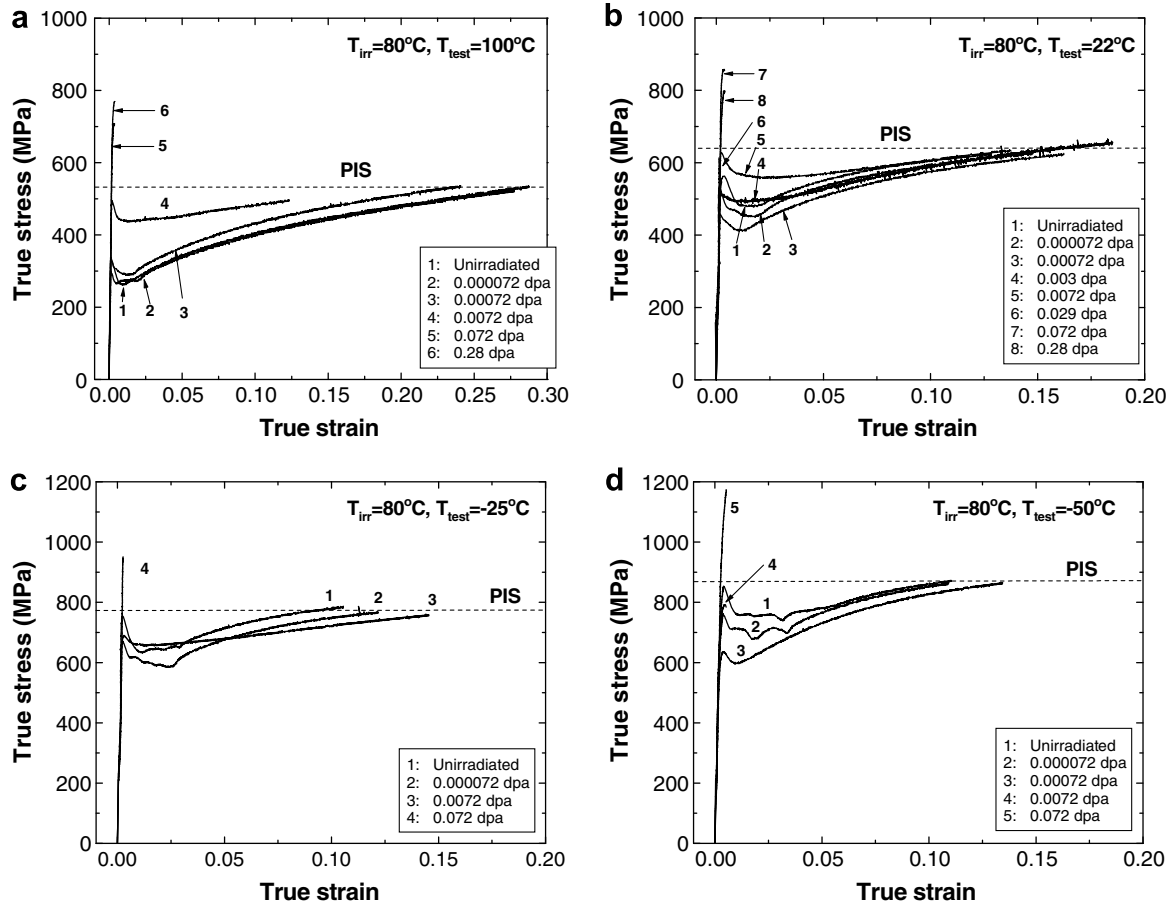 a
T_irr=80°C, T_test=100°C
True stress (MPa)
1000
800
600
400
200
0
6
5
PIS
4
1
2
3
1: Unirradiated
2: 0.000072 dpa
3: 0.00072 dpa
4: 0.0072 dpa
5: 0.072 dpa
6: 0.28 dpa
0.00 0.05 0.10 0.15 0.20 0.25 0.30
True strain
b
T_irr=80°C, T_test=22°C
True stress (MPa)
1000
800
600
400
200
0
7
8
6
5
4
PIS
1
2
3
1: Unirradiated
2: 0.000072 dpa
3: 0.00072 dpa
4: 0.003 dpa
5: 0.0072 dpa
6: 0.029 dpa
7: 0.072 dpa
8: 0.28 dpa
0.00 0.05 0.10 0.15 0.20
True strain
c
T_irr=80°C, T_test=-25°C
True stress (MPa)
1200
1000
800
600
400
200
0
4
1
2
3
PIS
1: Unirradiated
2: 0.000072 dpa
3: 0.0072 dpa
4: 0.072 dpa
0.00 0.05 0.10 0.15 0.20
True strain
d
T_irr=80°C, T_test=-50°C
True stress (MPa)
1200
1000
800
600
400
200
0
5
4
PIS
1
2
3
1: Unirradiated
2: 0.000072 dpa
3: 0.00072 dpa
4: 0.0072 dpa
5: 0.072 dpa
0.00 0.05 0.10 0.15 0.20
True strain